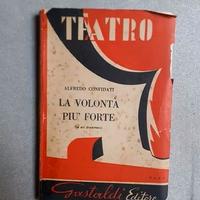 TEATRO
ALFREDO CONFIDATI
LA VOLONTÀ
PIU' FORTE
Gastaldi Editore